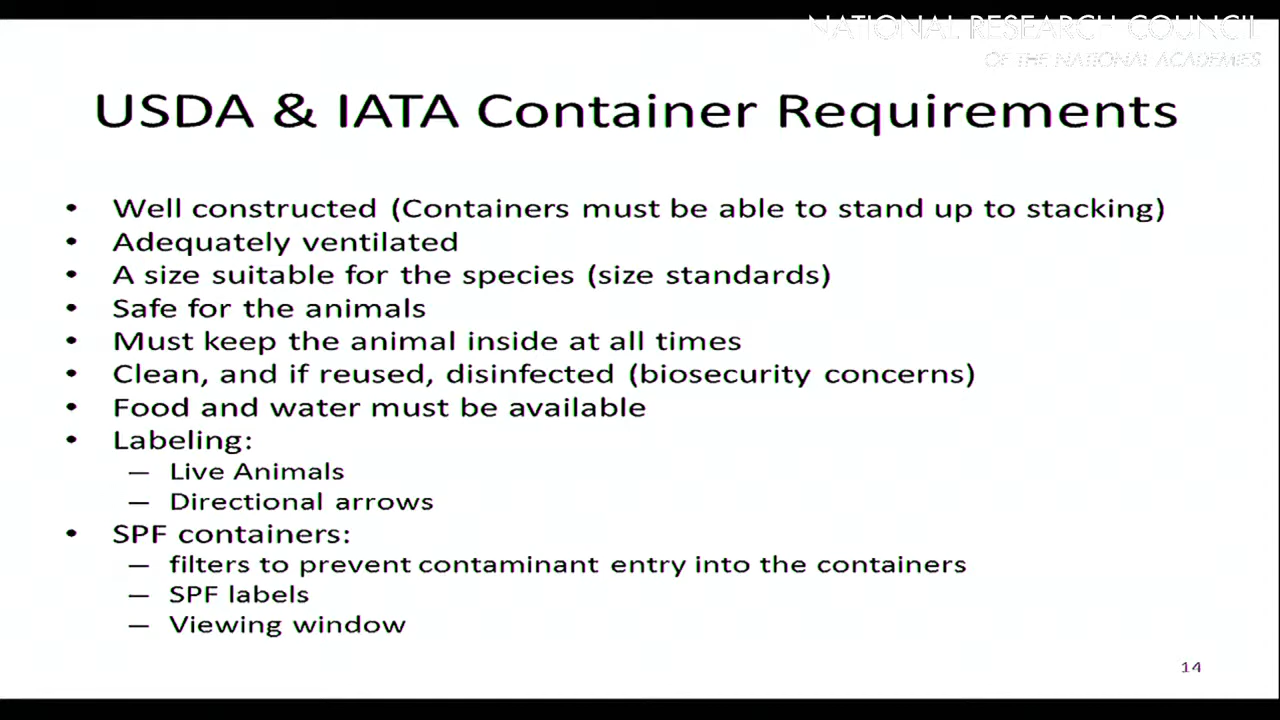 NATIONAL RESEARCH COUNCIL
OF THE NATIONAL ACADEMIES
USDA & IATA Container Requirements
• Well constructed (Containers must be able to stand up to stacking)
• Adequately ventilated
• A size suitable for the species (size standards)
• Safe for the animals
• Must keep the animal inside at all times
• Clean, and if reused, disinfected (biosecurity concerns)
• Food and water must be available
• Labeling:
– Live Animals
– Directional arrows
• SPF containers:
– filters to prevent contaminant entry into the containers
– SPF labels
– Viewing window
14